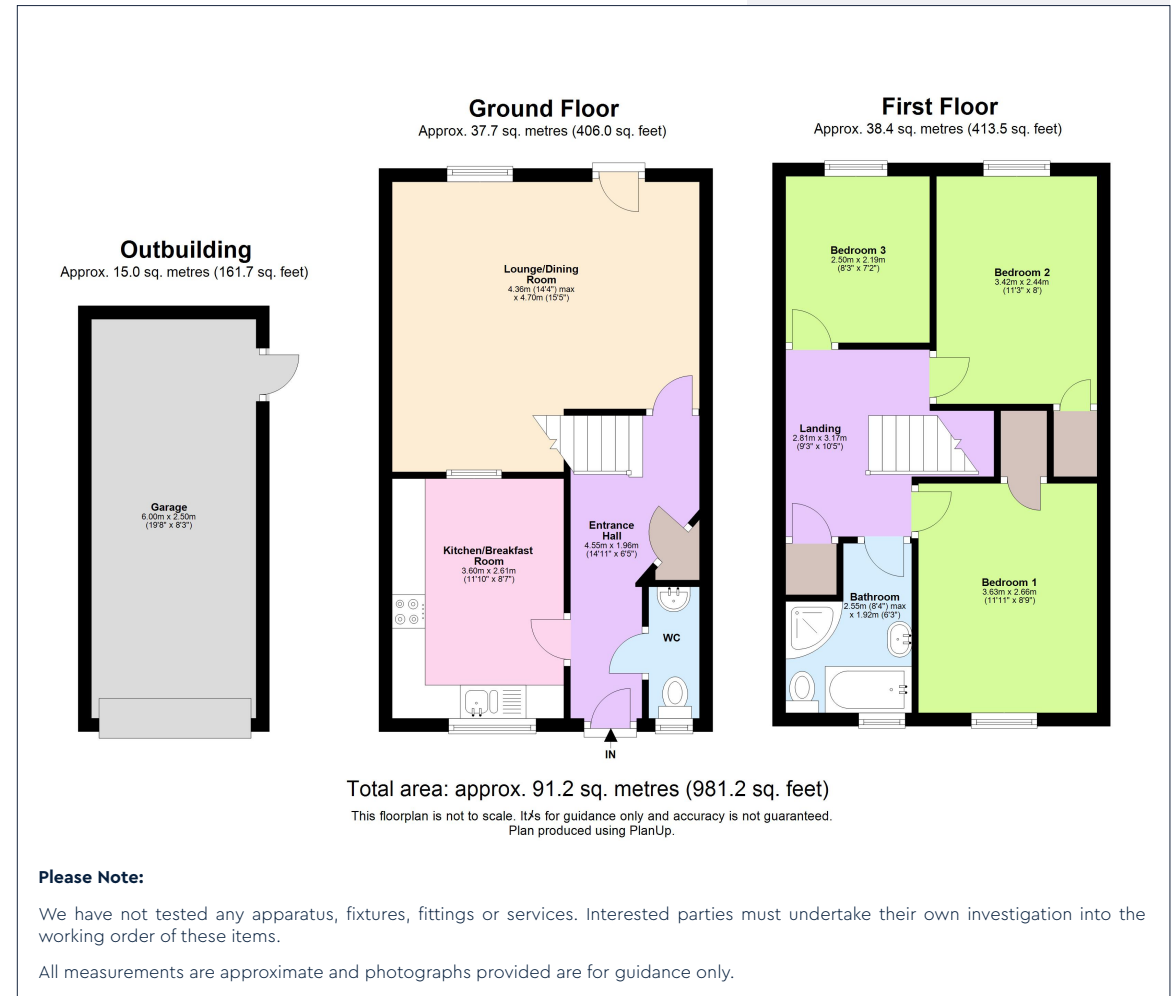 Ground Floor
Approx. 37.7 sq. metres (406.0 sq. feet)
First Floor
Approx. 38.4 sq. metres (413.5 sq. feet)
Outbuilding
Approx. 15.0 sq. metres (161.7 sq. feet)
Lounge/Dining
Room
4.36m (14'4") max
x 4.70m (15'5")
Bedroom 3
2.50m x 2.19m
(8'3" x 7'2")
Bedroom 2
3.42m x 2.44m
(11'3" x 8')
Landing
2.81m x 3.17m
(9'3" x 10'5")
Garage
6.00m x 2.50m
(19'8" x 8'3")
Kitchen/Breakfast
Room
3.60m x 2.61m
(11'10" x 8'7")
Entrance
Hall
4.55m x 1.96m
(14'11" x 6'5")
WC
Bathroom
2.55m (8'4") max
x 1.92m (6'3")
Bedroom 1
3.63m x 2.66m
(11'11" x 8'9")
IN
Total area: approx. 91.2 sq. metres (981.2 sq. feet)
This floorplan is not to scale. It's for guidance only and accuracy is not guaranteed.
Plan produced using PlanUp.
Please Note:
We have not tested any apparatus, fixtures, fittings or services. Interested parties must undertake their own investigation into the
working order of these items.
All measurements are approximate and photographs provided are for guidance only.